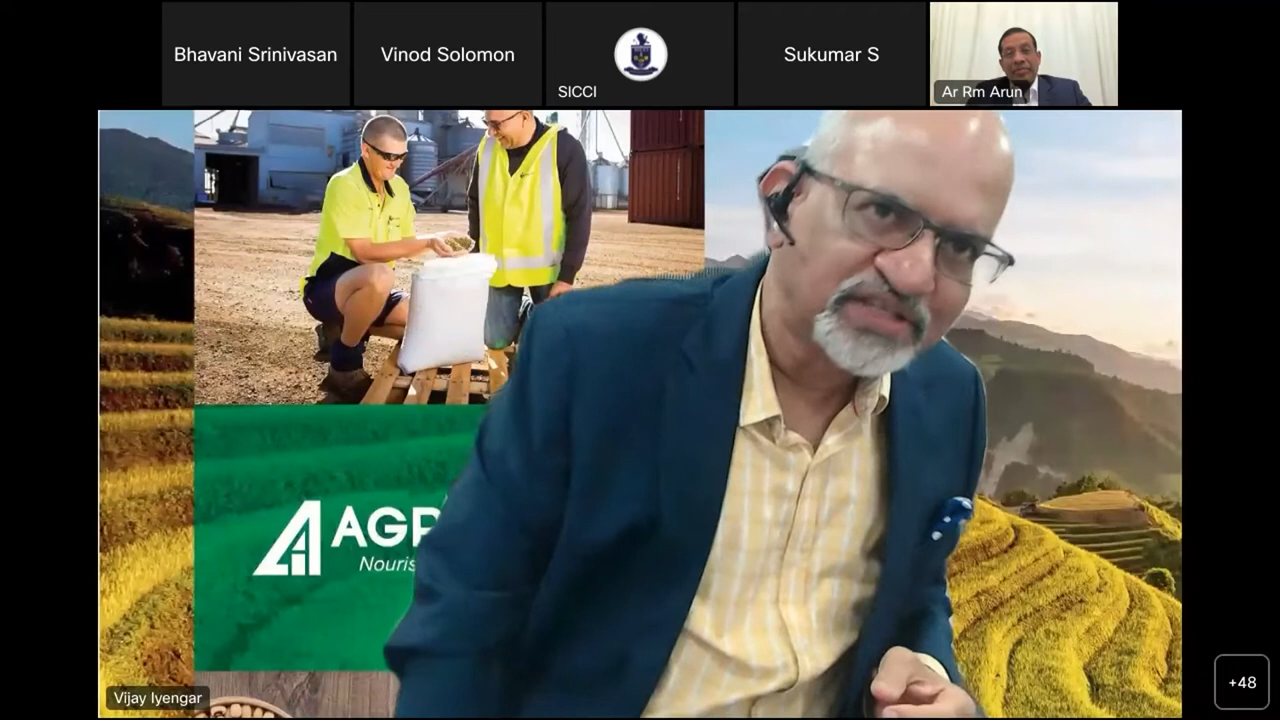 Bhavani Srinivasan
Vinod Solomon
SICCI
Sukumar S
Ar Rm Arun
AGR
Nouris
Vijay Iyengar
+48